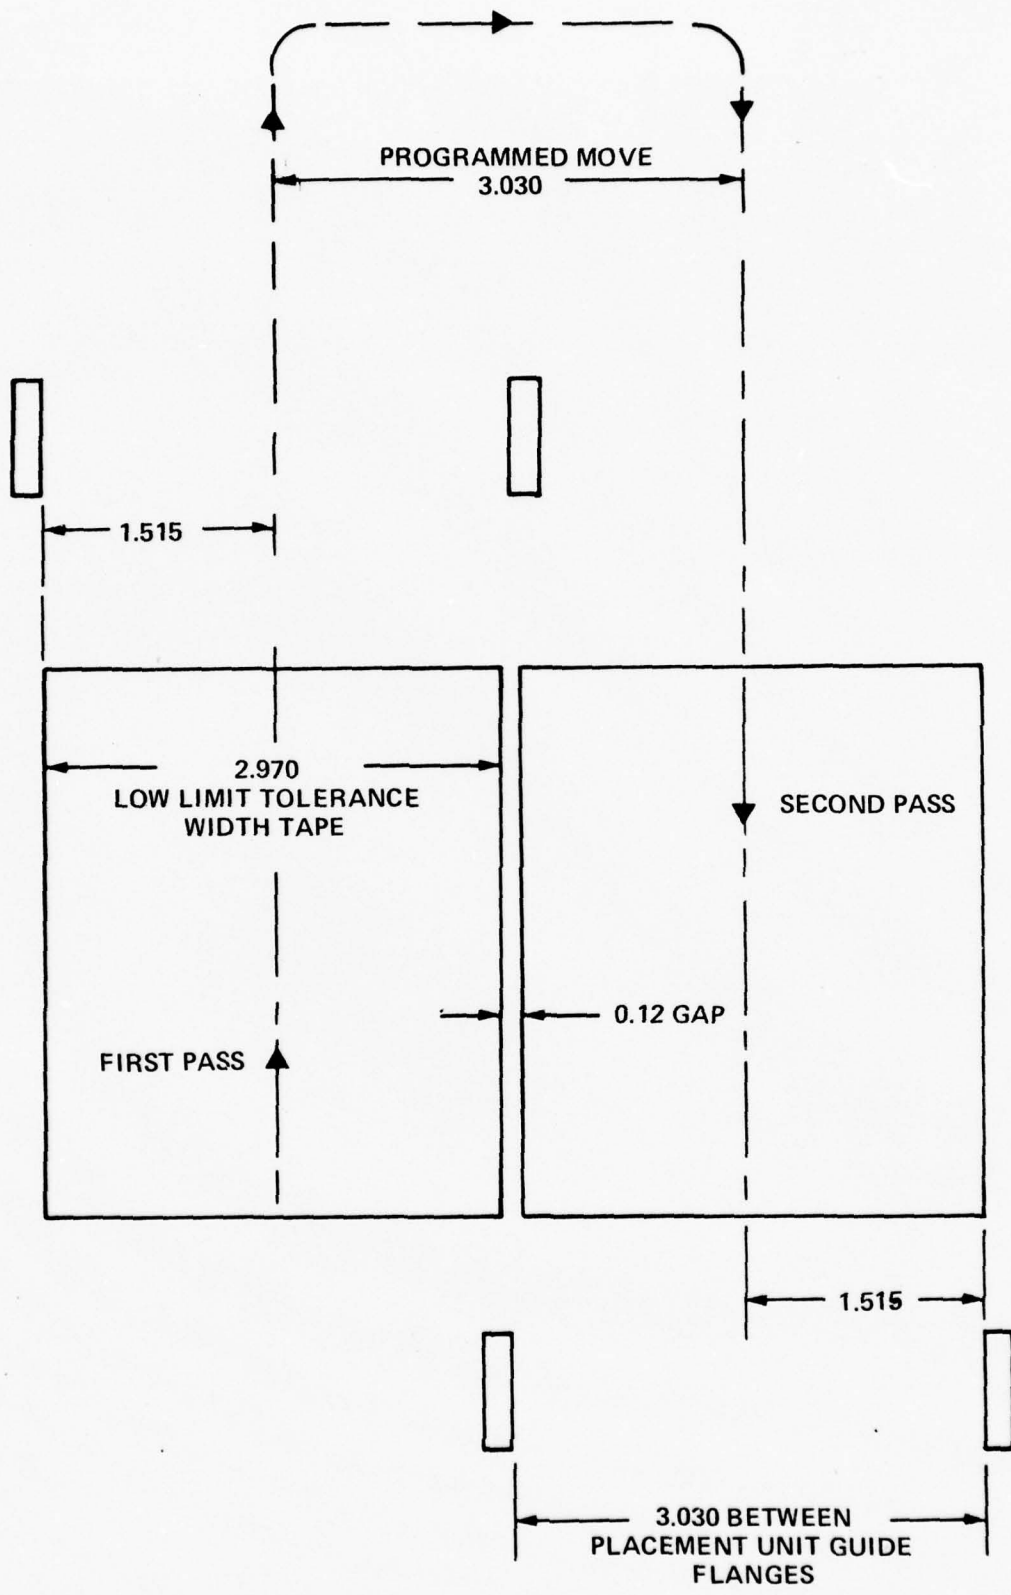 PROGRAMMED MOVE
3.030
1.515
2.970
LOW LIMIT TOLERANCE
WIDTH TAPE
SECOND PASS
0.12 GAP
FIRST PASS
1.515
3.030 BETWEEN
PLACEMENT UNIT GUIDE
FLANGES